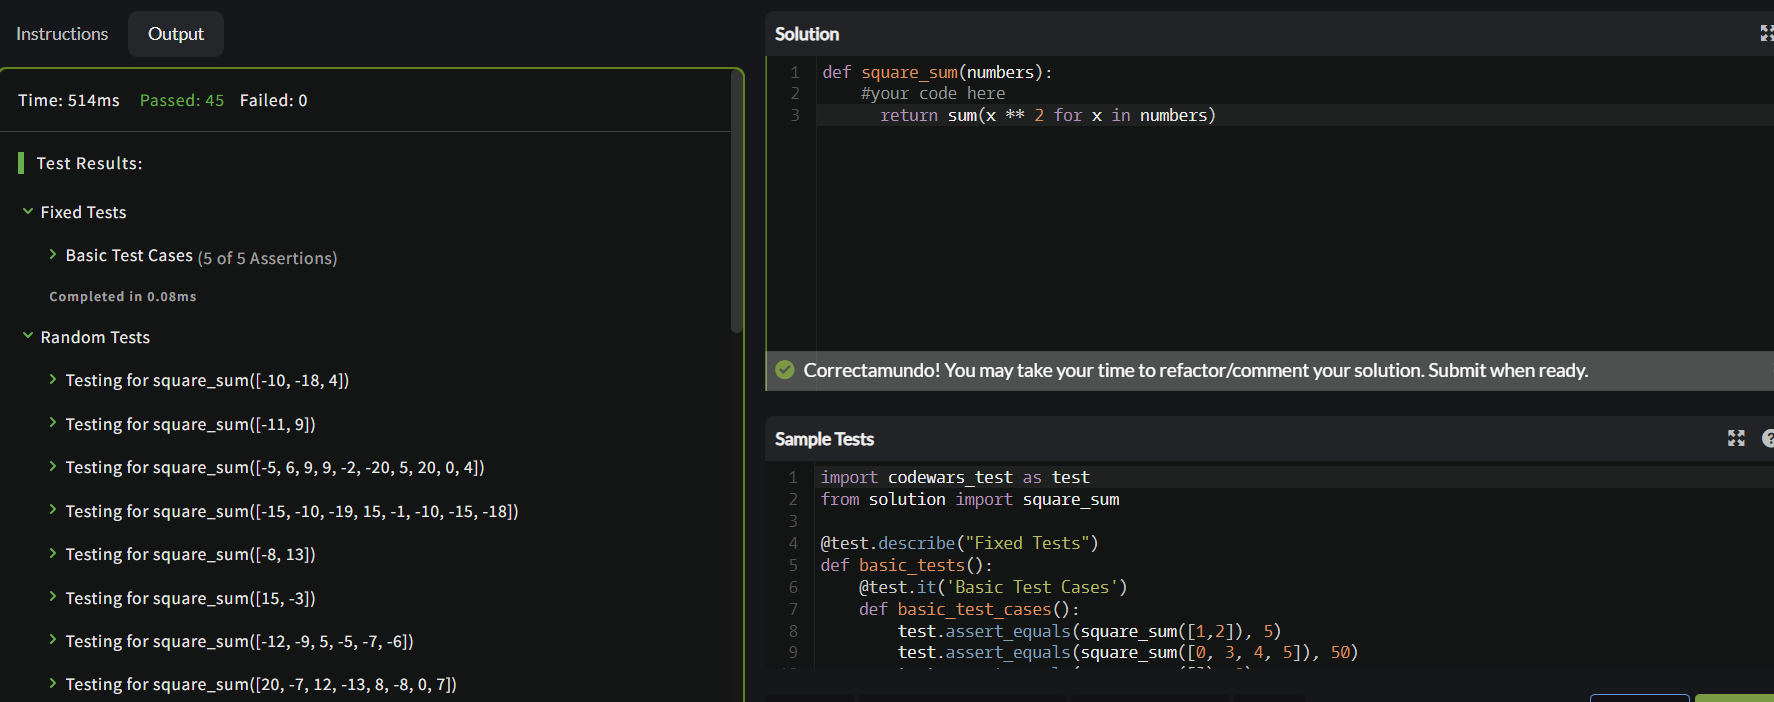 Instructions
Output
Time: 514ms Passed: 45 Failed: 0
Test Results:
Fixed Tests
Basic Test Cases (5 of 5 Assertions)
Completed in 0.08ms
Random Tests
Testing for square_sum([-10, -18, 4])
Testing for square_sum([-11, 9])
Testing for square_sum([-5, 6, 9, 9, -2, -20, 5, 20, 0, 4])
Testing for square_sum([-15, -10, -19, 15, -1, -10, -15, -18])
Testing for square_sum([-8, 13])
Testing for square_sum([15, -3])
Testing for square_sum([-12, -9, 5, -5, -7, -6])
Testing for square_sum([20, -7, 12, -13, 8, -8, 0, 7])
Solution
1 def square_sum(numbers):
2 #your code here
3 return sum(x ** 2 for x in numbers)
Correctamundo! You may take your time to refactor/comment your solution. Submit when ready.
Sample Tests
?
1 import codewars_test as test
2 from solution import square_sum
3
4 @test.describe("Fixed Tests")
5 def basic_tests():
6 @test.it('Basic Test Cases')
7 def basic_test_cases():
8 test.assert_equals(square_sum([1,2]), 5)
9 test.assert_equals(square_sum([0, 3, 4, 5]), 50)